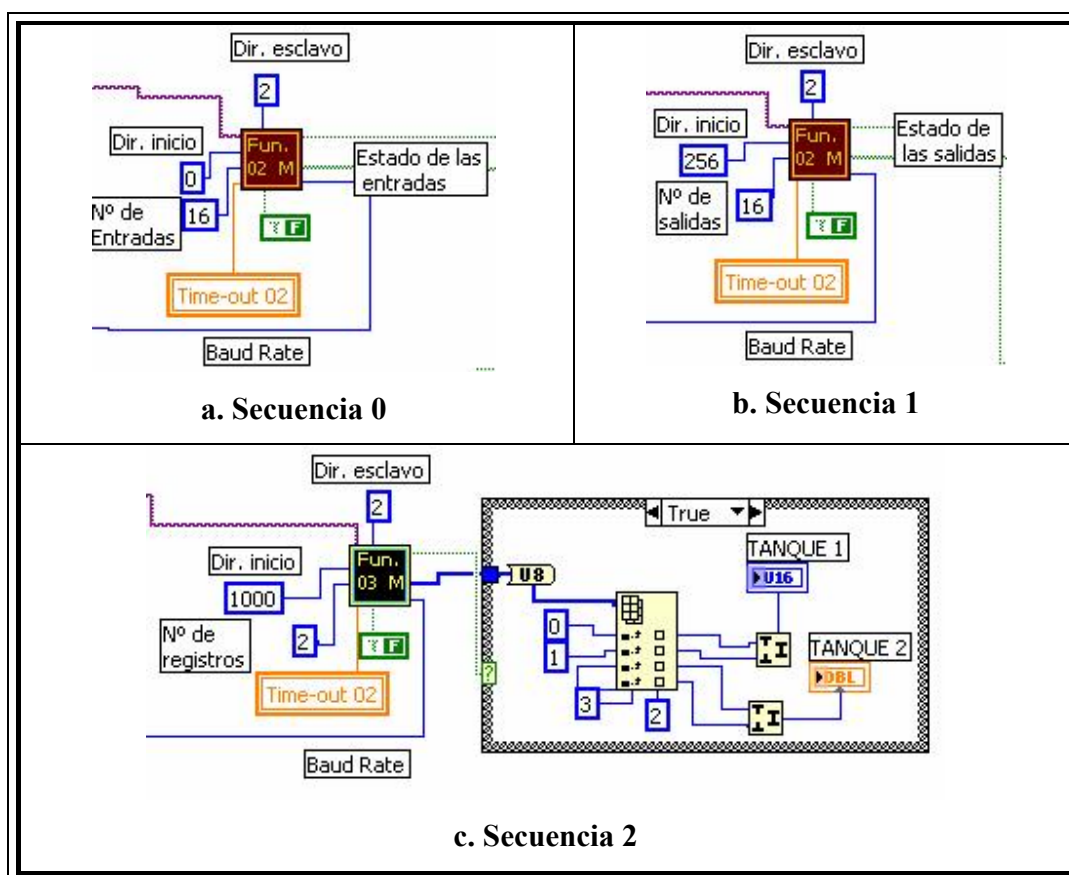 Dir. esclavo
2
Dir. inicio
0
Fun.
02 M
Estado de las
entradas
Nº de
Entradas
16
F
Time-out 02
Baud Rate
a. Secuencia 0
Dir. esclavo
2
Dir. inicio
256
Fun.
02 M
Estado de
las salidas
Nº de
salidas
16
F
Time-out 02
Baud Rate
b. Secuencia 1
Dir. esclavo
2
Dir. inicio
1000
Fun.
03 M
Nº de
registros
2
F
Time-out 02
Baud Rate
True
?
U8
0
1
3
2
TANQUE 1
U16
TANQUE 2
DBL
c. Secuencia 2